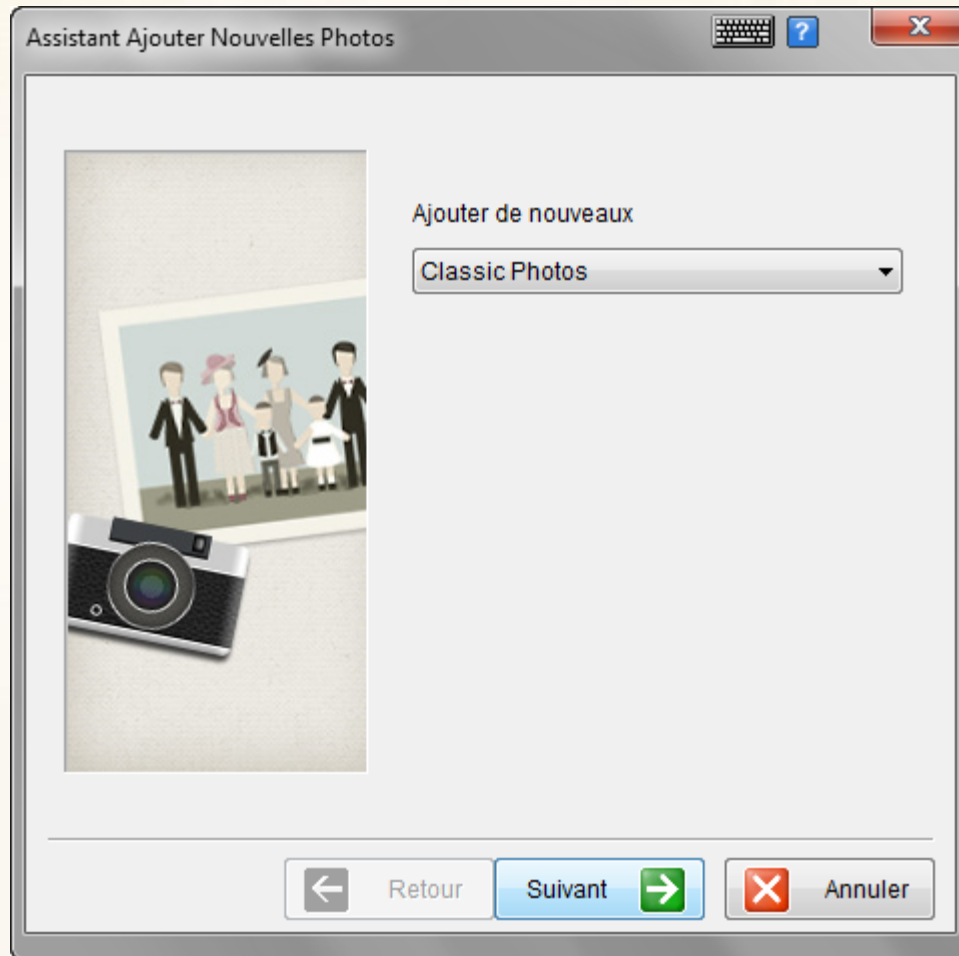 Assistant Ajouter Nouvelles Photos
?
Ajouter de nouveaux
Classic Photos
Retour
Suivant
Annuler